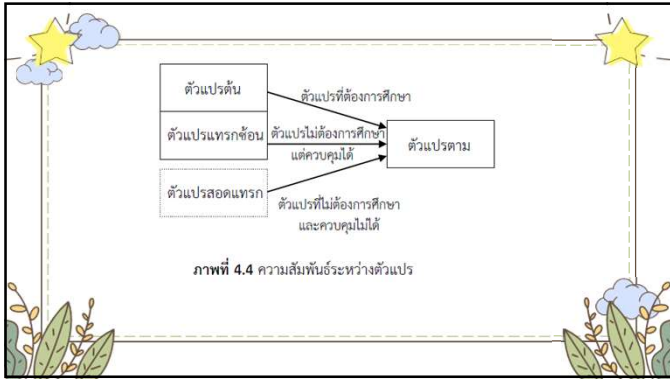 ตัวแปรต้น
ตัวแปรที่ต้องการศึกษา
ตัวแปรแทรกซ้อน
ตัวแปรไม่ต้องการศึกษา
แต่ควบคุมได้
ตัวแปรตาม
ตัวแปรสอดแทรก
ตัวแปรที่ไม่ต้องการศึกษา
และควบคุมไม่ได้
ภาพที่ 4.4 ความสัมพันธ์ระหว่างตัวแปร